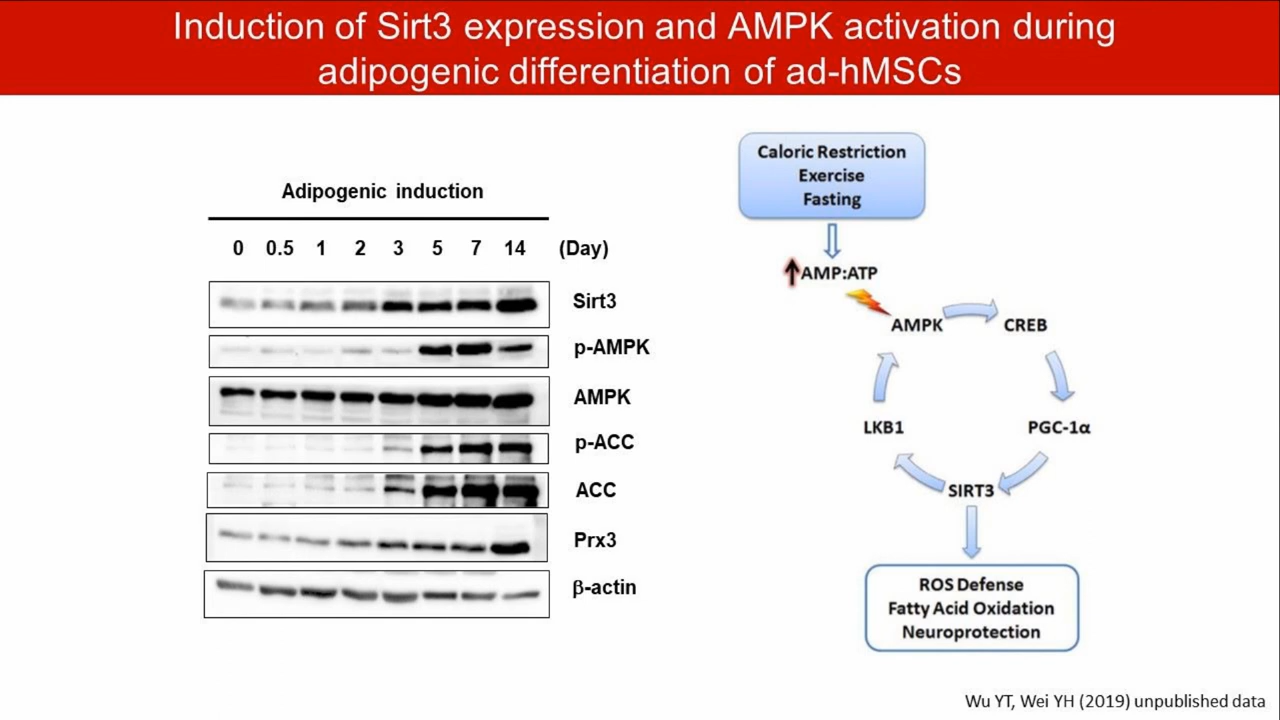 Induction of Sirt3 expression and AMPK activation during
adipogenic differentiation of ad-hMSCs
Adipogenic induction
0 0.5 1 2 3 5 7 14 (Day)
Sirt3
p-AMPK
AMPK
p-ACC
ACC
Prx3
β-actin
Caloric Restriction
Exercise
Fasting
AMP:ATP
AMPK
CREB
LKB1
PGC-1α
SIRT3
ROS Defense
Fatty Acid Oxidation
Neuroprotection
Wu YT, Wei YH (2019) unpublished data